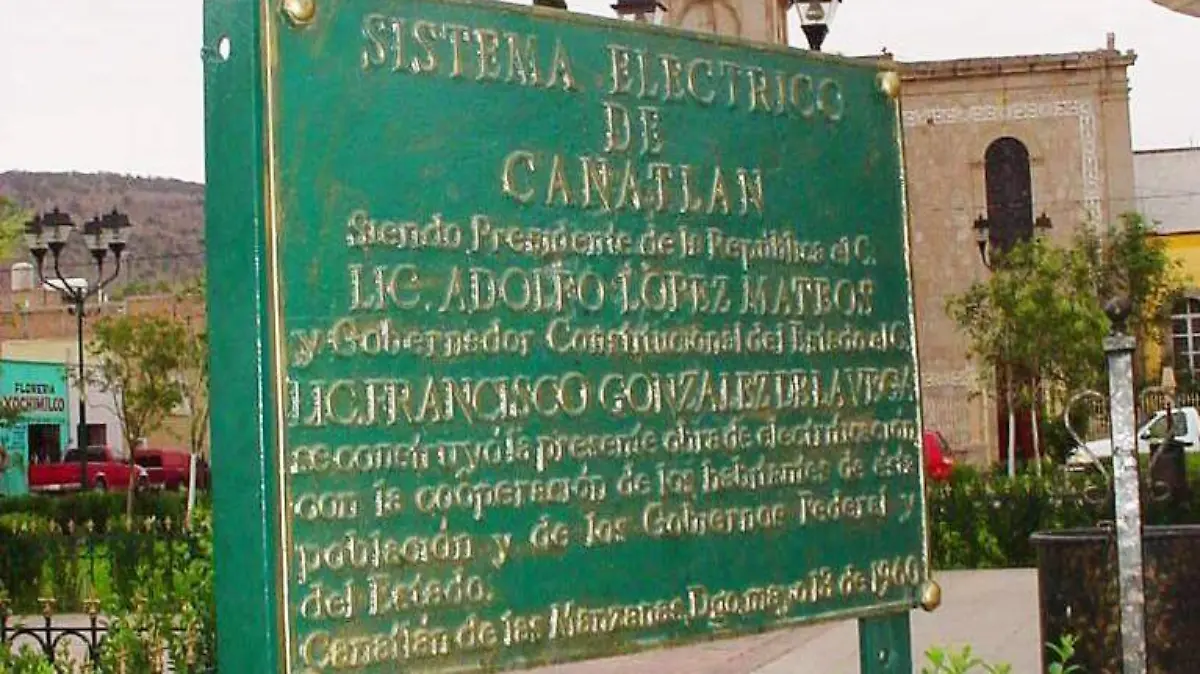 SISTEMA ELECTRICO
DE
CAÑATLAN
Siendo Presidente de la República el C.
LIC. ADOLFO LÓPEZ MATEOS
y Gobernador Constitucional del Estado el C.
LIC. FRANCISCO GONZALEZ DE LA VEGA
se construyó la presente obra de electrificación
con la cooperación de los habitantes de ésta
población y de los Gobiernos Federal y
del Estado.
Canatlán de las Manzanas, Dgo. mayo 18 de 1960
FLORERIA
XOCHIMILCO